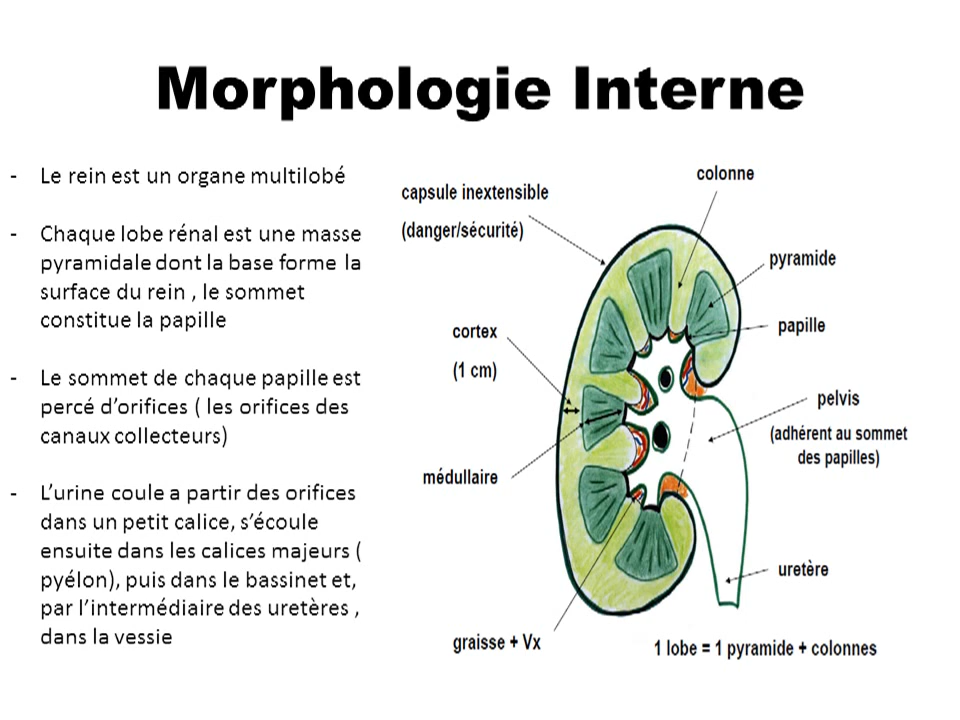 Morphologie Interne
- Le rein est un organe multilobé
- Chaque lobe rénal est une masse
pyramidale dont la base forme la
surface du rein , le sommet
constitue la papille
- Le sommet de chaque papille est
percé d’orifices ( les orifices des
canaux collecteurs)
- L’urine coule a partir des orifices
dans un petit calice, s’écoule
ensuite dans les calices majeurs (
pyélon), puis dans le bassinet et,
par l’intermédiaire des uretères ,
dans la vessie
colonne
capsule inextensible
(danger/sécurité)
pyramide
papille
cortex
(1 cm)
pelvis
(adhérent au sommet
des papilles)
médullaire
uretère
graisse + Vx
1 lobe = 1 pyramide + colonnes